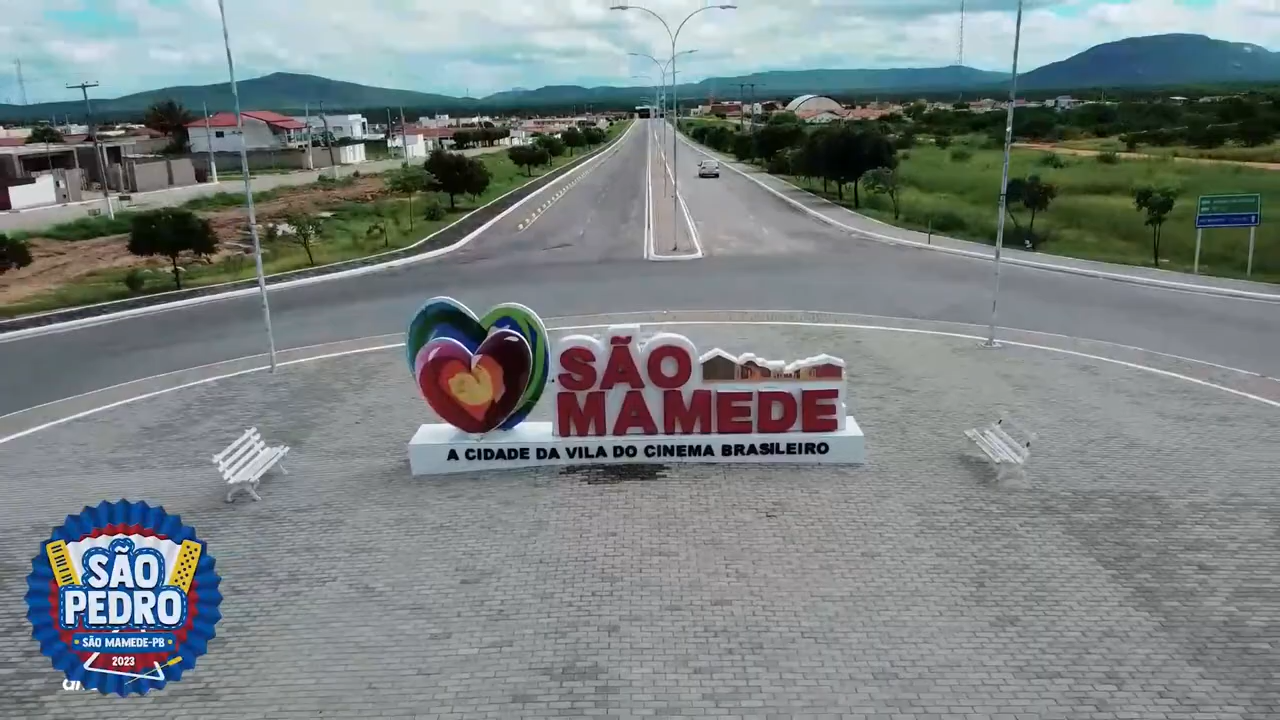 SÃO
MAMEDE
A CIDADE DA VILA DO CINEMA BRASILEIRO
SÃO
PEDRO
SÃO MAMEDE-PB
2023